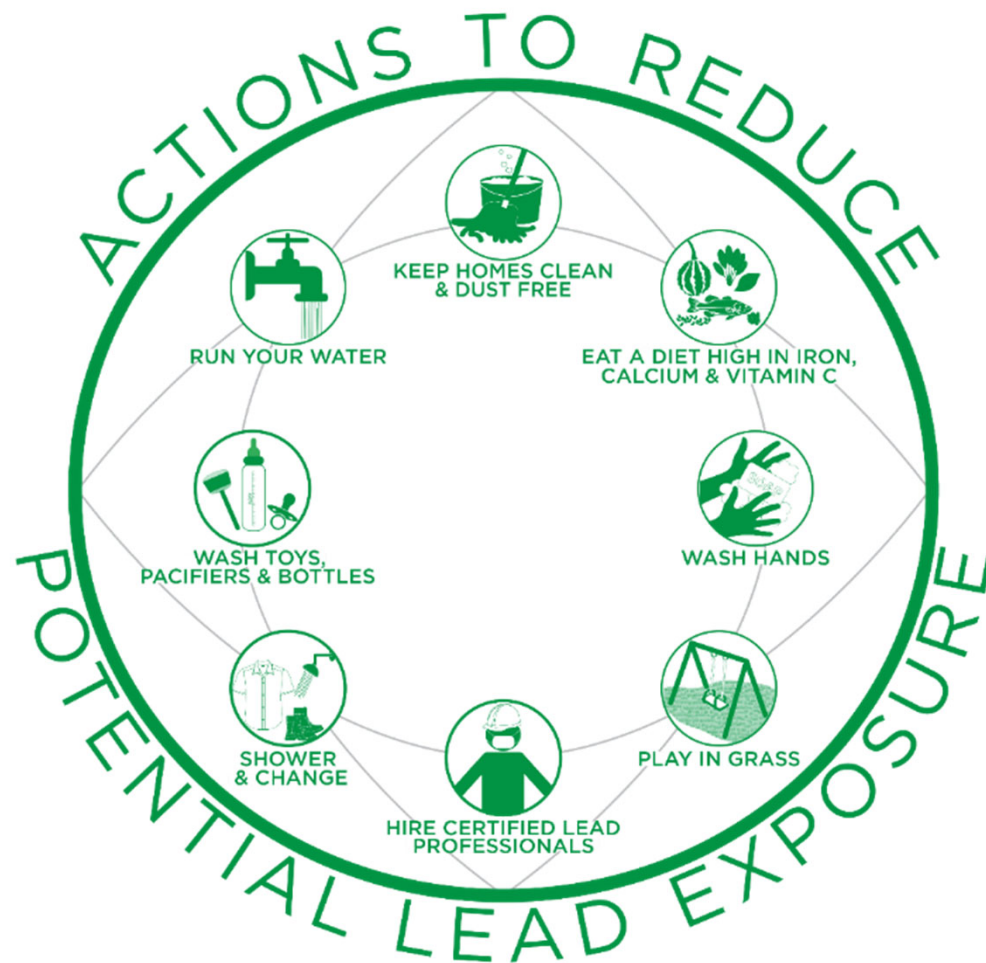 ACTIONS TO REDUCE
KEEP HOMES CLEAN
& DUST FREE
EAT A DIET HIGH IN IRON,
CALCIUM & VITAMIN C
WASH HANDS
SOAP
PLAY IN GRASS
HIRE CERTIFIED LEAD
PROFESSIONALS
SHOWER
& CHANGE
WASH TOYS,
PACIFIERS & BOTTLES
RUN YOUR WATER
POTENTIAL LEAD EXPOSURE